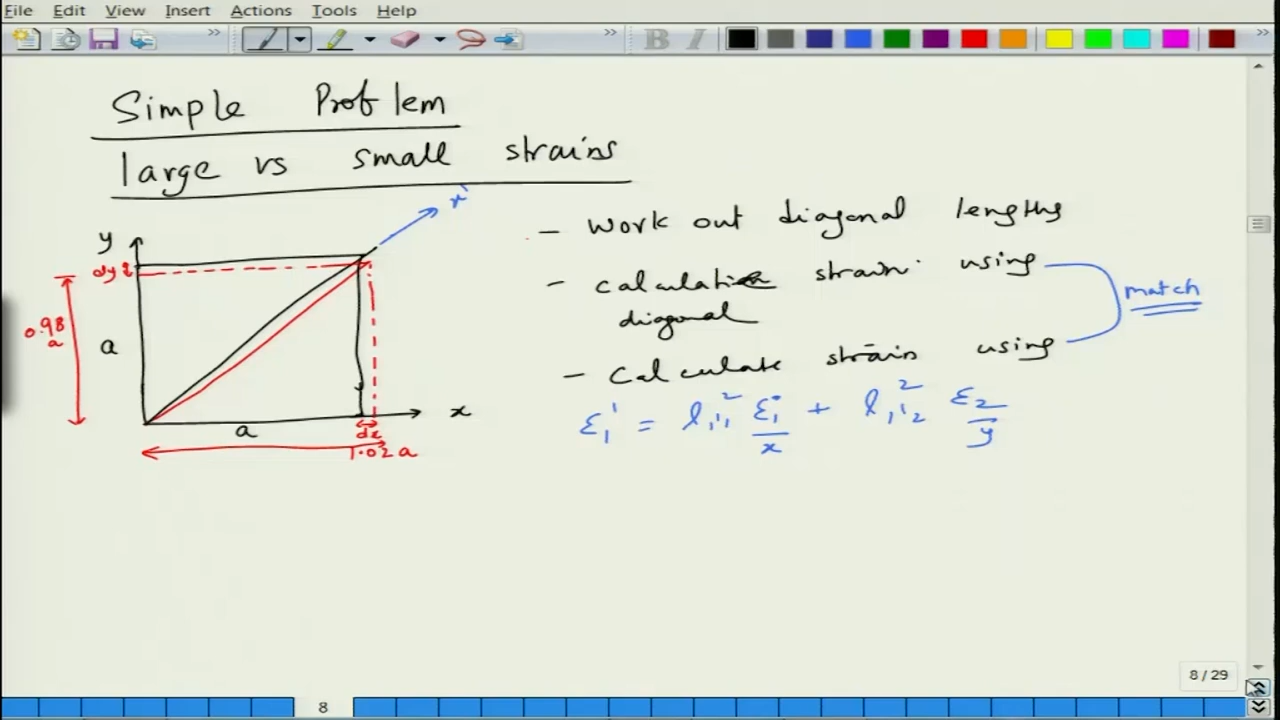 File Edit View Insert Actions Tools Help
B I
Simple Problem
large vs small strains
x'
y
dy
0.98
a
a
a
x
dx
1.02 a
- Work out diagonal lengths
- calculation strain using
diagonal
- Calculate strain using
match
ε₁' = l₁'₁² ε₁ + l₁'₂² ε₂
x y
8 / 29
8